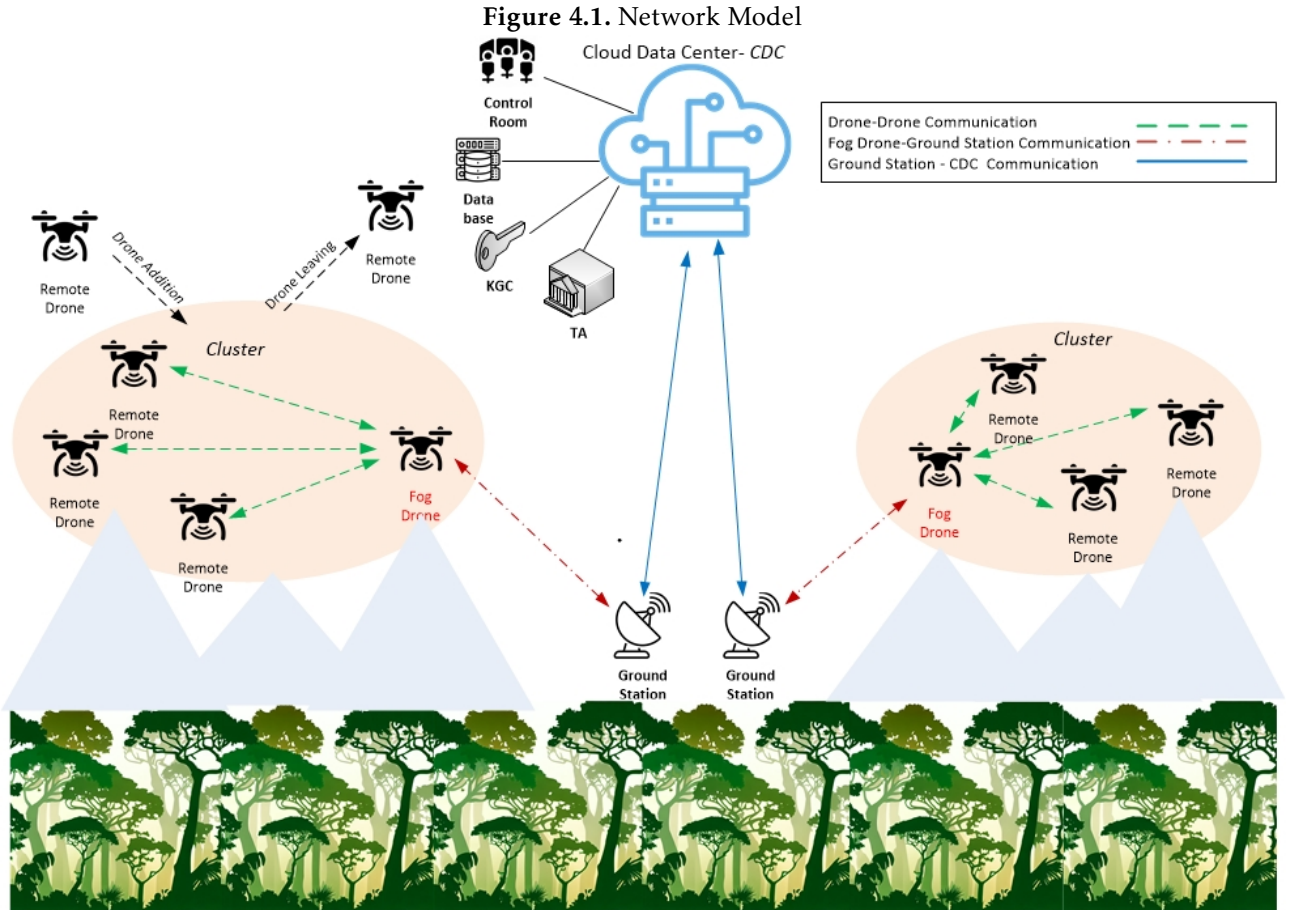 Figure 4.1. Network Model
Cloud Data Center- CDC
Control
Room
Data
base
KGC
TA
Drone-Drone Communication
Fog Drone-Ground Station Communication
Ground Station - CDC  Communication
Remote
Drone
Drone Addition
Drone Leaving
Remote
Drone
Cluster
Remote
Drone
Remote
Drone
Remote
Drone
Fog
Drone
Cluster
Remote
Drone
Remote
Drone
Fog
Drone
Remote
Drone
Ground
Station
Ground
Station